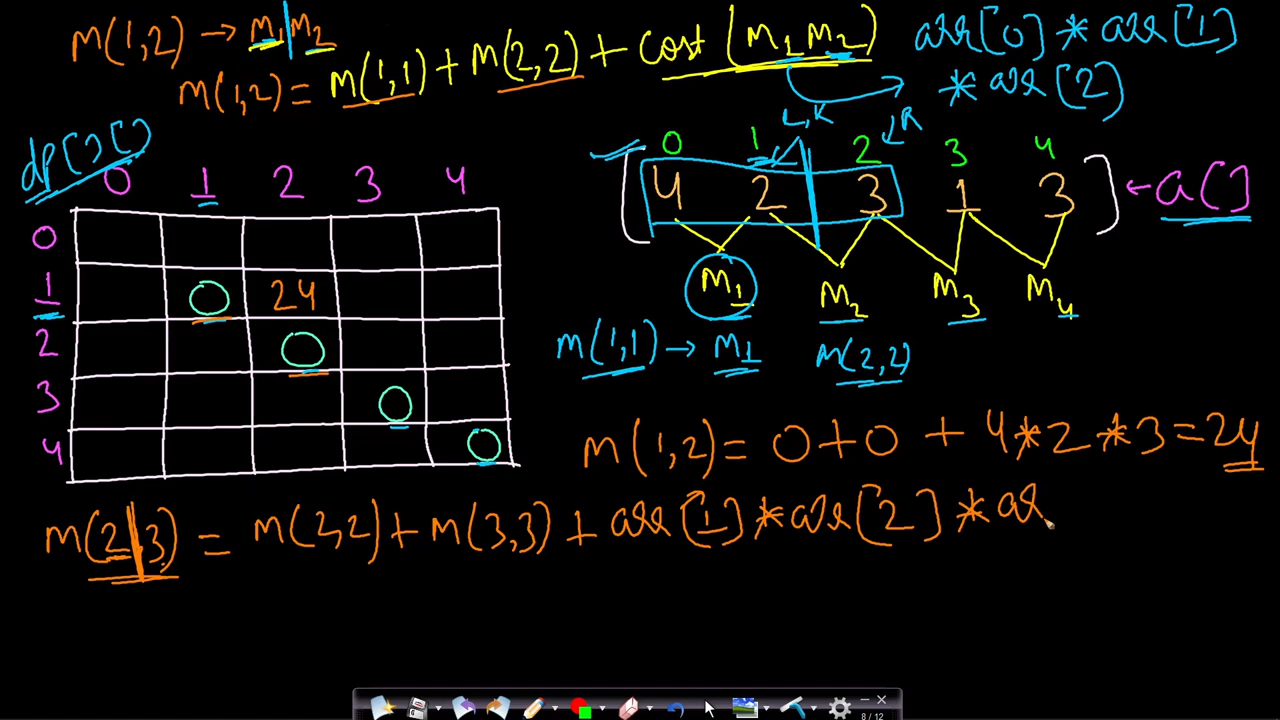 m(1,2) → m1|m2
m(1,2) = m(1,1) + m(2,2) + cost (m1m2)
arr[0] * arr[1]
* arr[2]
dp[][]
L,K
R
0 1 2 3 4
0 1 2 3 4
[4 2 3 1 3] ← a[]
0
1 0 24
2 0
3 0
4 0
m1 m2 m3 m4
m(1,1) → m1 m(2,2)
m(1,2) = 0 + 0 + 4*2*3 = 24
m(2|3) = m(2,2) + m(3,3) + arr[1] * arr[2] * ar
8 / 12